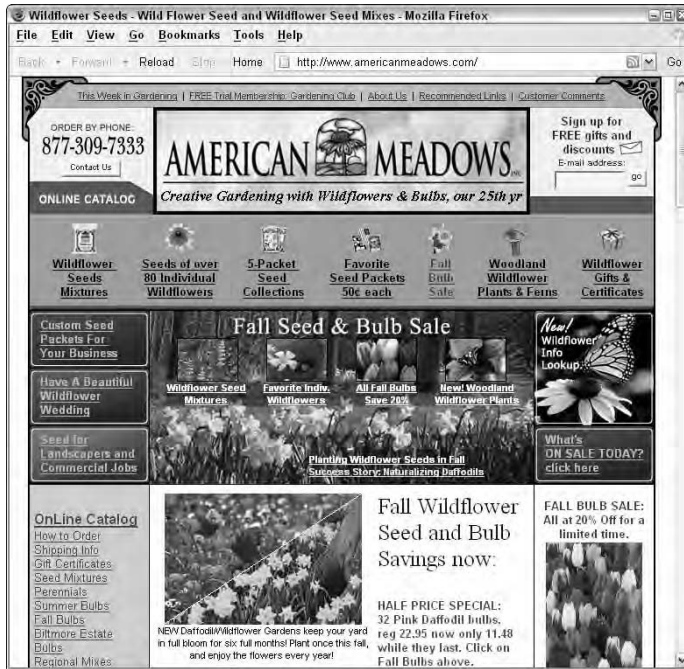 Wildflower Seeds - Wild Flower Seed and Wildflower Seed Mixes - Mozilla Firefox
File Edit View Go Bookmarks Tools Help
Back Forward Reload Stop Home http://www.americanmeadows.com/ Go
This Week in Gardening | FREE Trial Membership, Gardening Club | About Us | Recommended Links | Customer Comments
ORDER BY PHONE:
877-309-7333
Contact Us
ONLINE CATALOG
AMERICAN MEADOWS
Creative Gardening with Wildflowers & Bulbs, our 25th yr
Sign up for
FREE gifts and
discounts
E-mail address:
go
Wildflower
Seeds
Mixtures
Seeds of over
80 Individual
Wildflowers
5-Packet
Seed
Collections
Favorite
Seed Packets
50¢ each
Fall
Bulb
Sale
Woodland
Wildflower
Plants & Ferns
Wildflower
Gifts &
Certificates
Custom Seed
Packets For
Your Business
Have A Beautiful
Wildflower
Wedding
Seed for
Landscapers and
Commercial Jobs
Fall Seed & Bulb Sale
Wildflower Seed
Mixtures
Favorite Indiv.
Wildflowers
All Fall Bulbs
Save 20%
New! Woodland
Wildflower Plants
Planting Wildflower Seeds in Fall
Success Story: Naturalizing Daffodils
New!
Wildflower
Info
Lookup.
What's
ON SALE TODAY?
click here
OnLine Catalog
How to Order
Shipping Info
Gift Certificates
Seed Mixtures
Perennials
Summer Bulbs
Fall Bulbs
Biltmore Estate
Bulbs
Regional Mixes
NEW Daffodil/Wildflower Gardens keep your yard
in full bloom for six full months! Plant once this fall,
and enjoy the flowers every year!
Fall Wildflower
Seed and Bulb
Savings now:
HALF PRICE SPECIAL:
32 Pink Daffodil bulbs,
reg 22.95 now only 11.48
while they last. Click on
Fall Bulbs above.
FALL BULB SALE:
All at 20% Off for a
limited time.